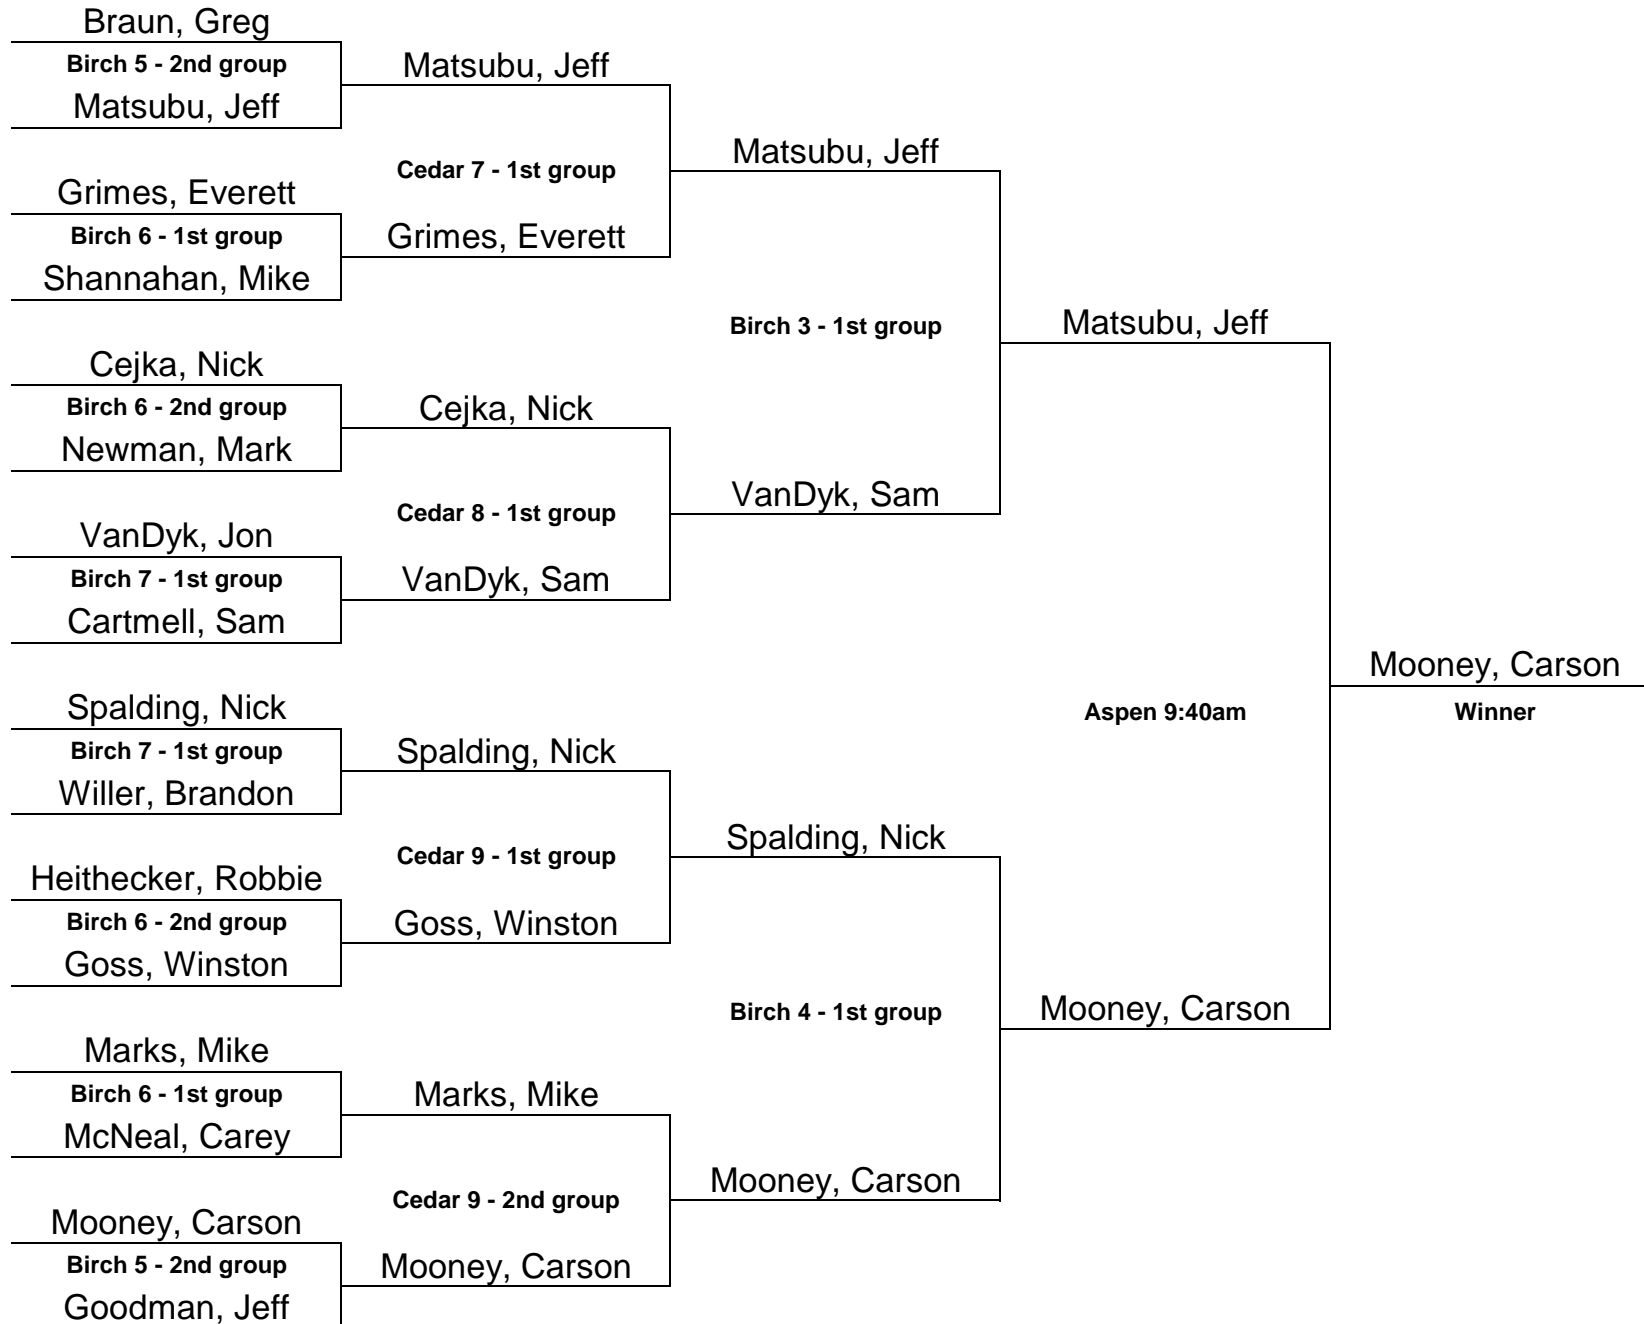 Braun, Greg
Birch 5 - 2nd group
Matsubu, Jeff
Grimes, Everett
Birch 6 - 1st group
Shannahan, Mike
Cejka, Nick
Birch 6 - 2nd group
Newman, Mark
VanDyk, Jon
Birch 7 - 1st group
Cartmell, Sam
Spalding, Nick
Birch 7 - 1st group
Willer, Brandon
Heithecker, Robbie
Birch 6 - 2nd group
Goss, Winston
Marks, Mike
Birch 6 - 1st group
McNeal, Carey
Mooney, Carson
Birch 5 - 2nd group
Goodman, Jeff
Matsubu, Jeff
Cedar 7 - 1st group
Grimes, Everett
Cejka, Nick
Cedar 8 - 1st group
VanDyk, Sam
Spalding, Nick
Cedar 9 - 1st group
Goss, Winston
Marks, Mike
Cedar 9 - 2nd group
Mooney, Carson
Matsubu, Jeff
Birch 3 - 1st group
VanDyk, Sam
Spalding, Nick
Birch 4 - 1st group
Mooney, Carson
Matsubu, Jeff
Aspen 9:40am
Mooney, Carson
Mooney, Carson
Winner